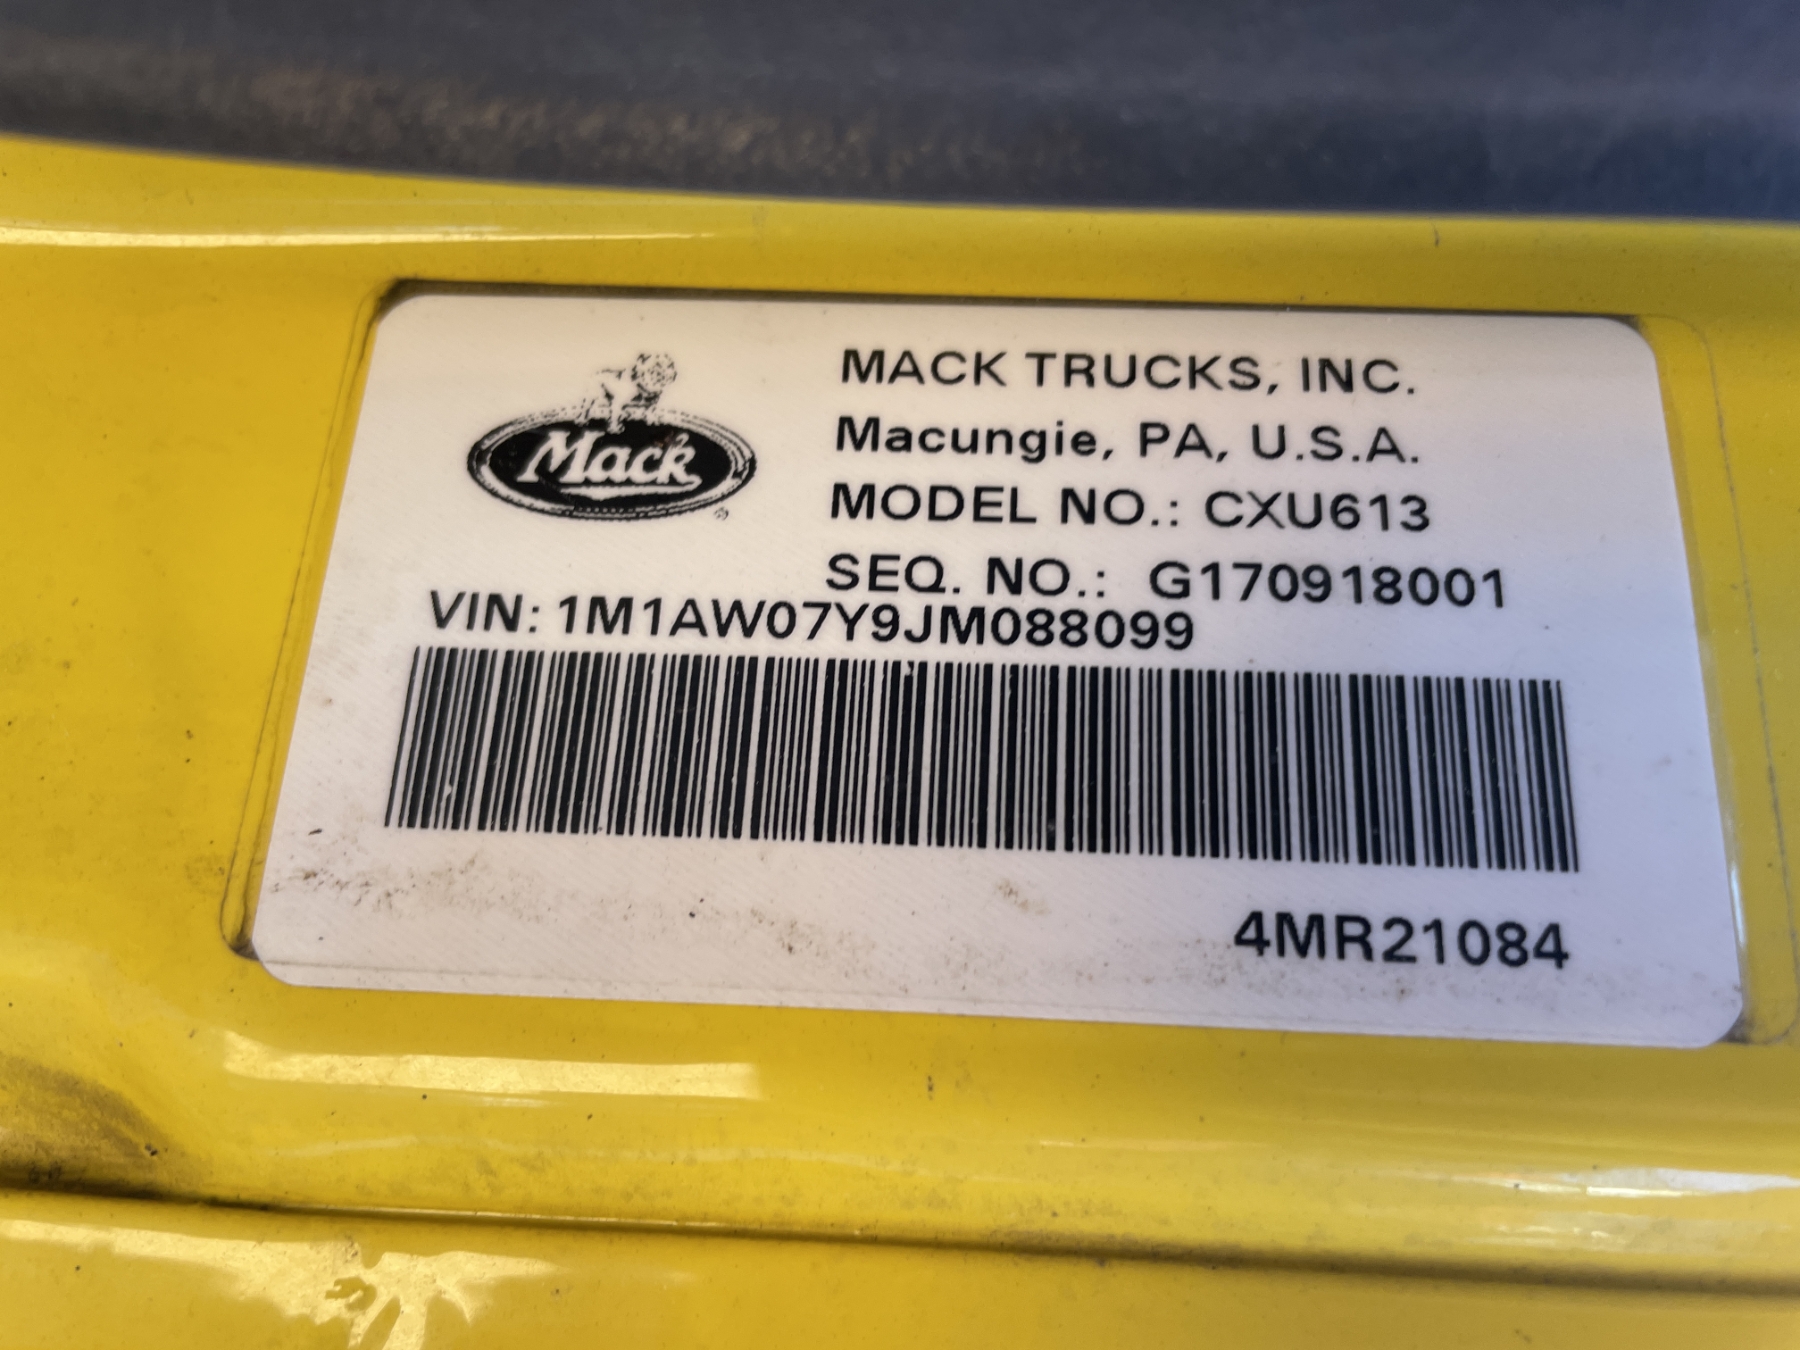 Mack
®
MACK TRUCKS, INC.
Macungie, PA, U.S.A.
MODEL NO.: CXU613
SEQ. NO.: G170918001
VIN: 1M1AW07Y9JM088099
4MR21084